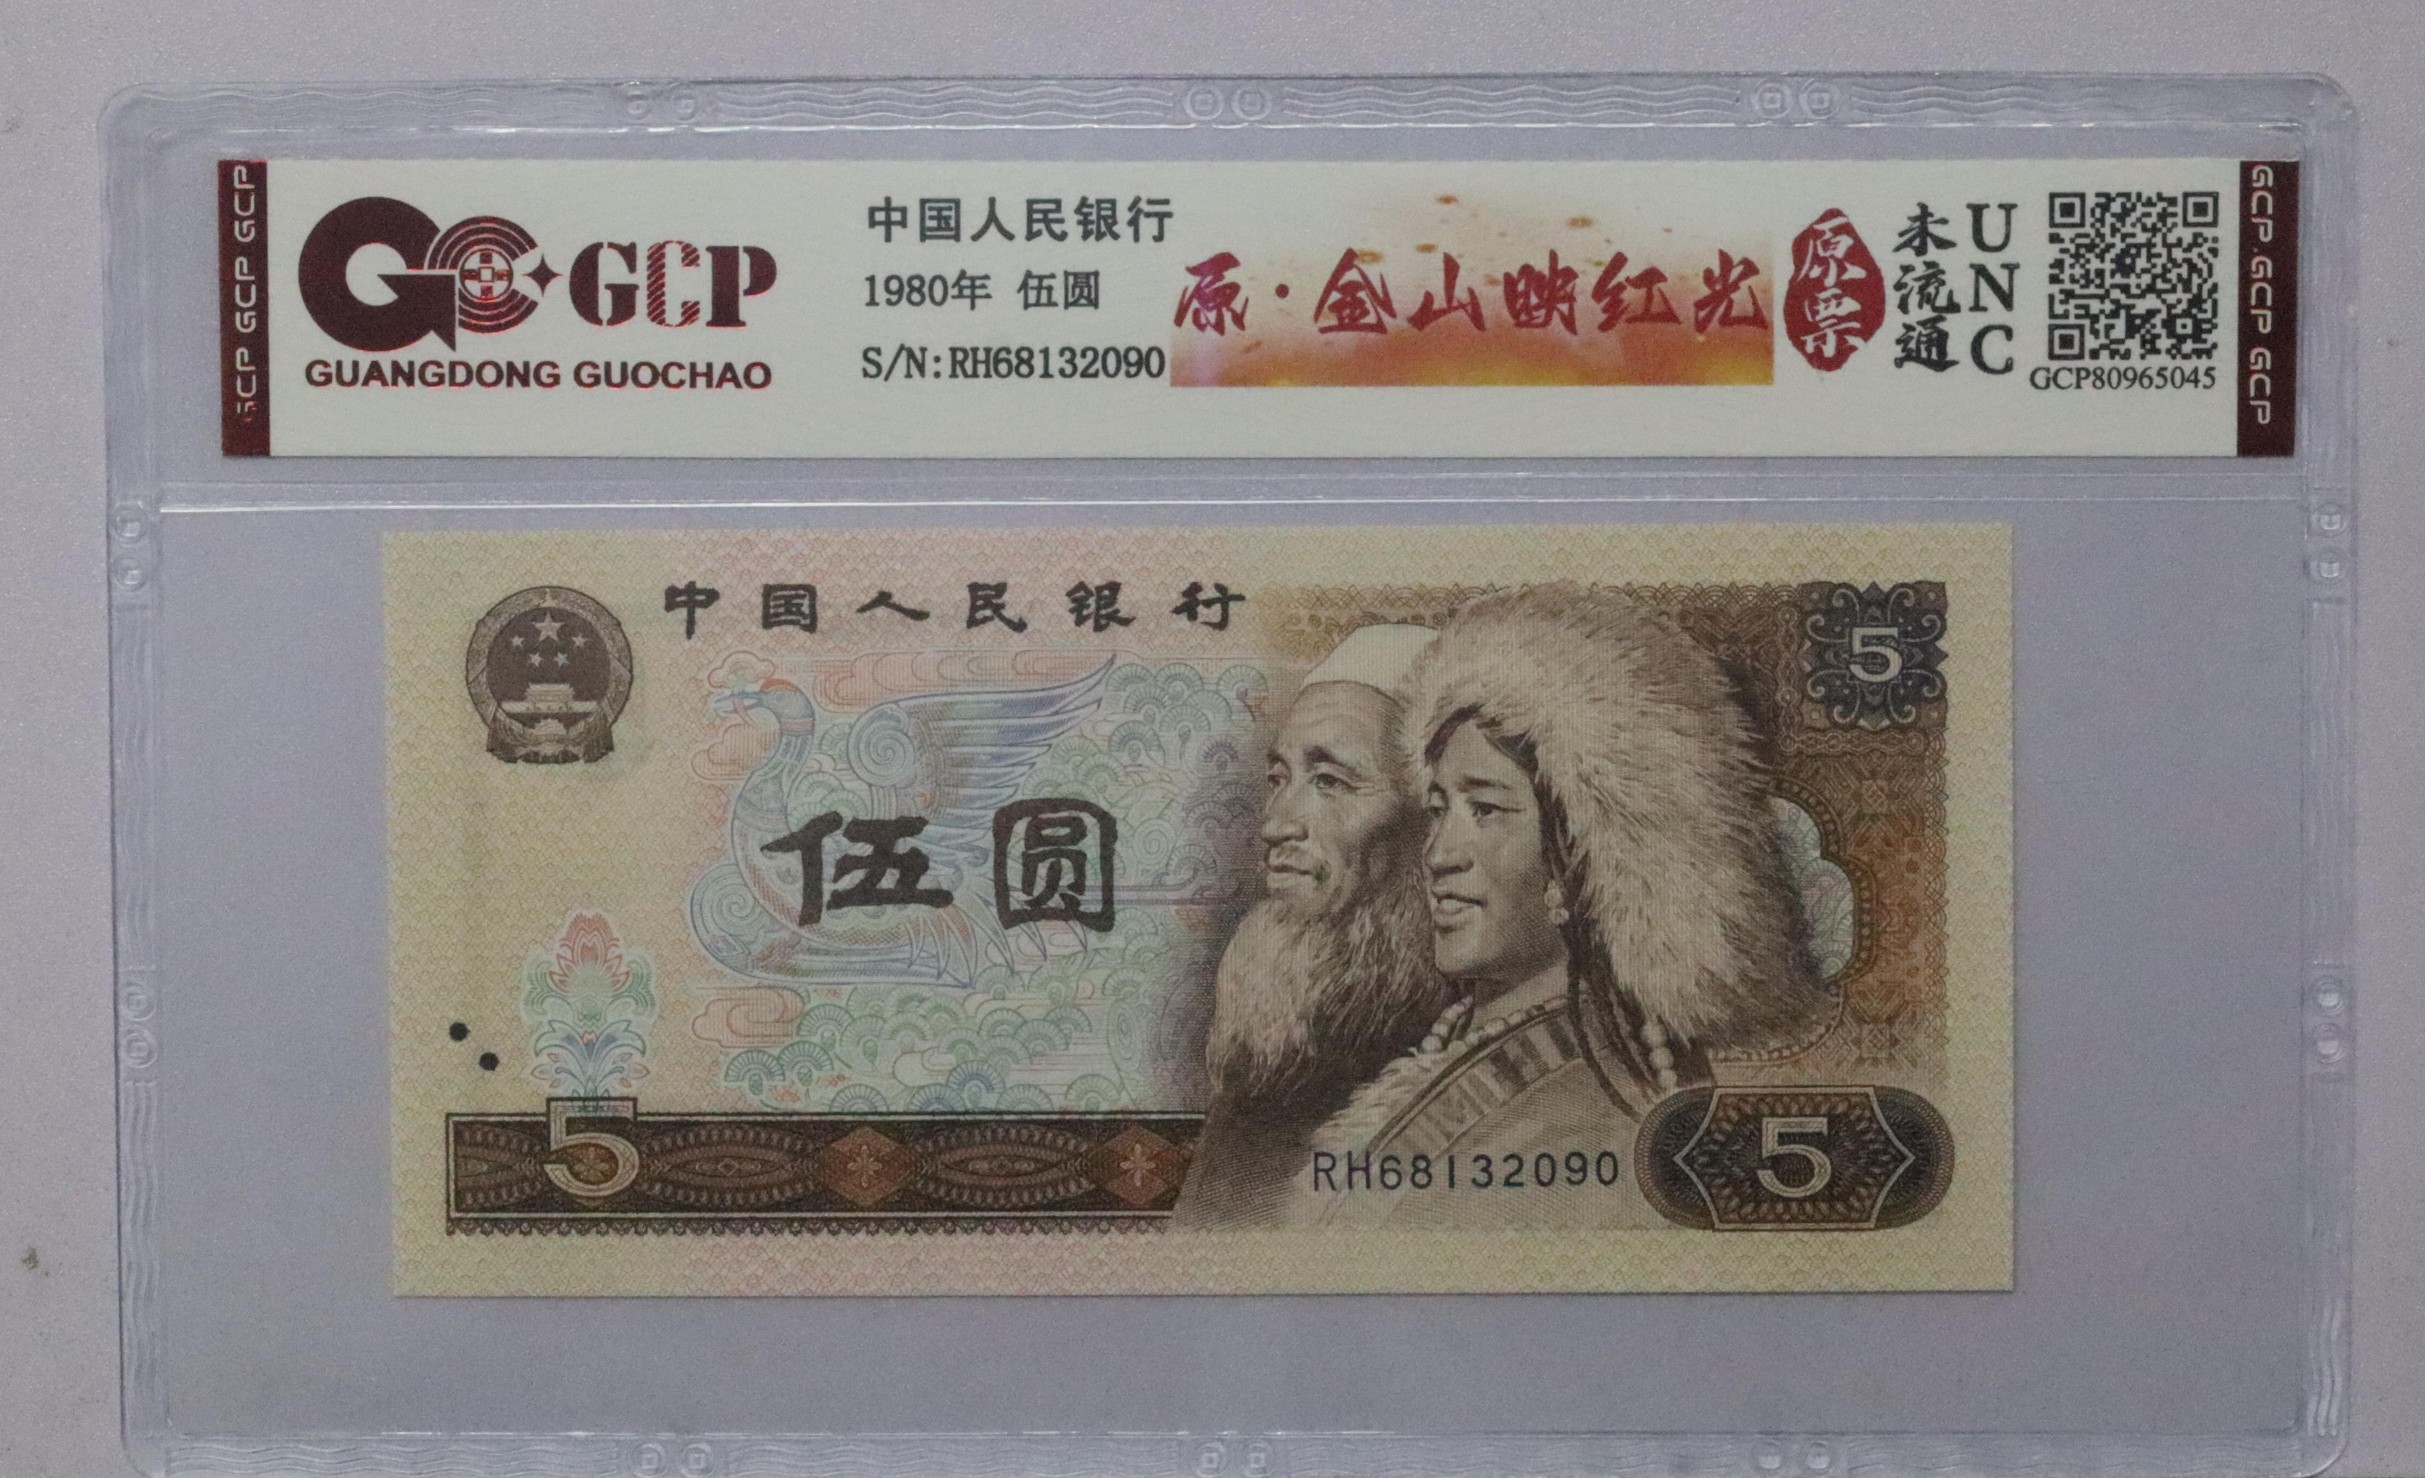 GCP GCP GCP
GCP
GUANGDONG GUOCHAO
中国人民银行
1980年 伍圆
S/N:RH68132090
原·金山映红光
原票
未流通
UNC
GCP80965045
GCP GCP GCP
中国人民银行
5
伍圆
5
RH68132090
5